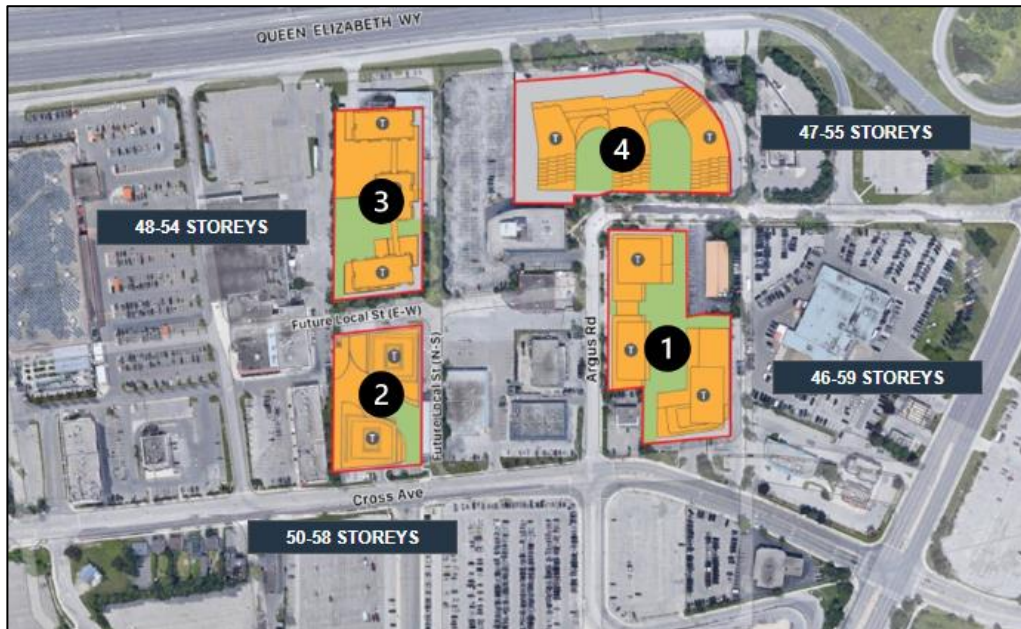 QUEEN ELIZABETH WY
47-55 STOREYS
T
T
T
4
3
48-54 STOREYS
T
T
Future Local St (E-W)
Argus Rd
1
T
T
46-59 STOREYS
T
2
Future Local St (N-S)
T
Cross Ave
50-58 STOREYS